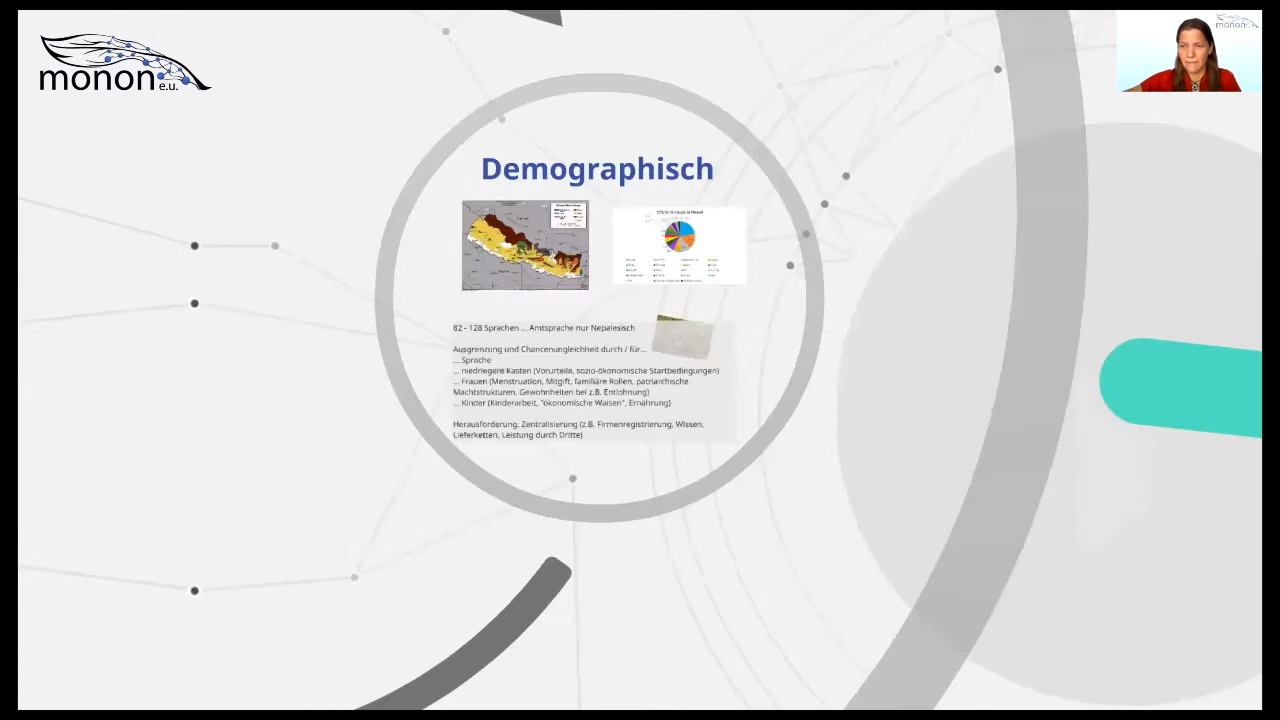 monon e.u.
monon
Demographisch
Ethnic Groups in Nepal
82 - 128 Sprachen ... Amtsprache nur Nepalesisch
Ausgrenzung und Chancenungleichheit durch / für...
... Sprache
... niedriegere Kasten (Vorurteile, sozio-ökonomische Startbedingungen)
... Frauen (Menstruation, Mitgift, familiäre Rollen, patriarchische
Machtstrukturen, Gewohnheiten bei z.B. Entlohnung)
... Kinder (Kinderarbeit, "ökonomische Waisen", Ernährung)
Herausforderung: Zentralisierung (z.B. Firmenregistrierung, Wissen,
Lieferketten, Leistung durch Dritte)